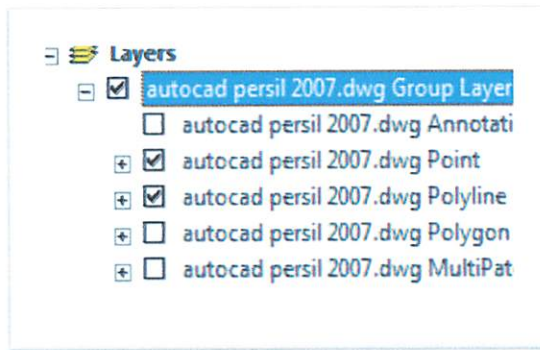 Layers
autocad persil 2007.dwg Group Layer
autocad persil 2007.dwg Annotati
autocad persil 2007.dwg Point
autocad persil 2007.dwg Polyline
autocad persil 2007.dwg Polygon
autocad persil 2007.dwg MultiPat